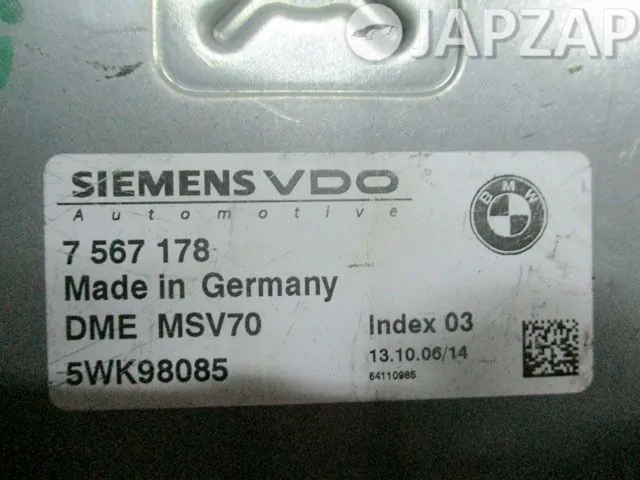 JAPZAP
SIEMENS VDO
Automotive
BMW
7 567 178
Made in Germany
DME MSV70
Index 03
5WK98085
13.10.06/14
64110985